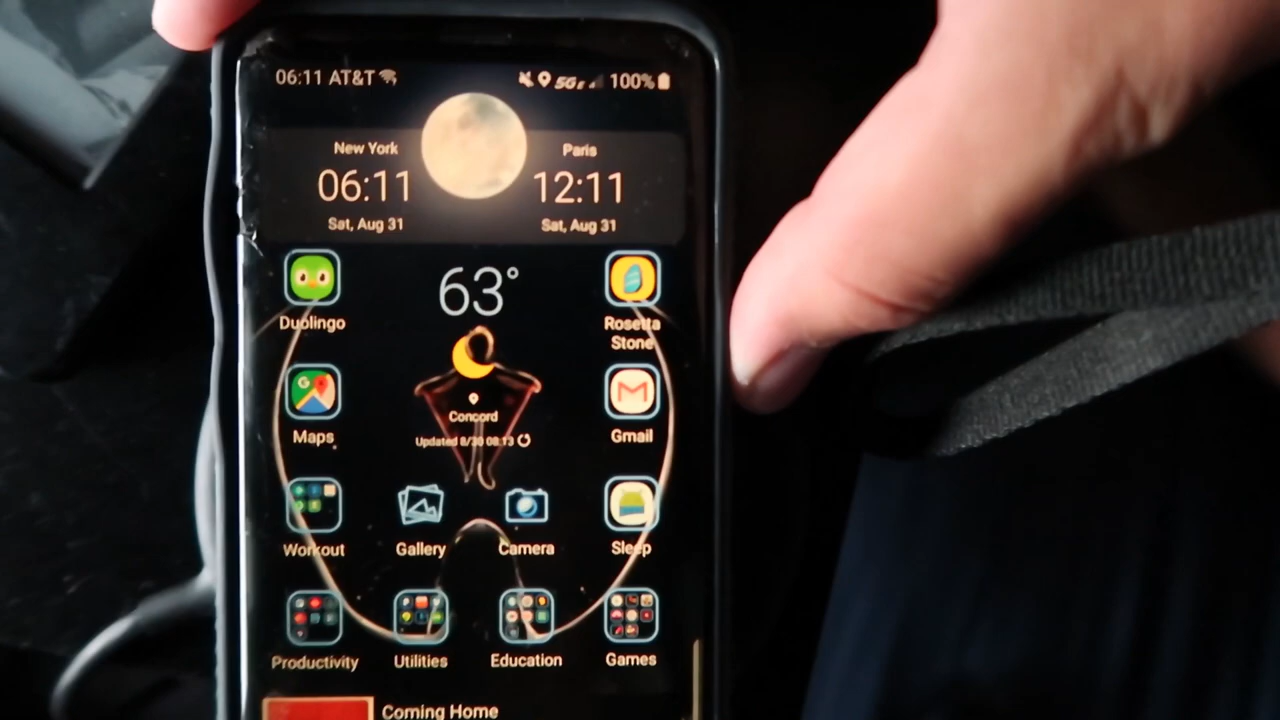 06:11 AT&T 5GE 100%
New York Paris
06:11 12:11
Sat, Aug 31 Sat, Aug 31
63°
Duolingo Rosetta
Stone
Concord
Maps Gmail
Updated 8/30 08:13
Workout Gallery Camera Sleep
Productivity Utilities Education Games
Coming Home